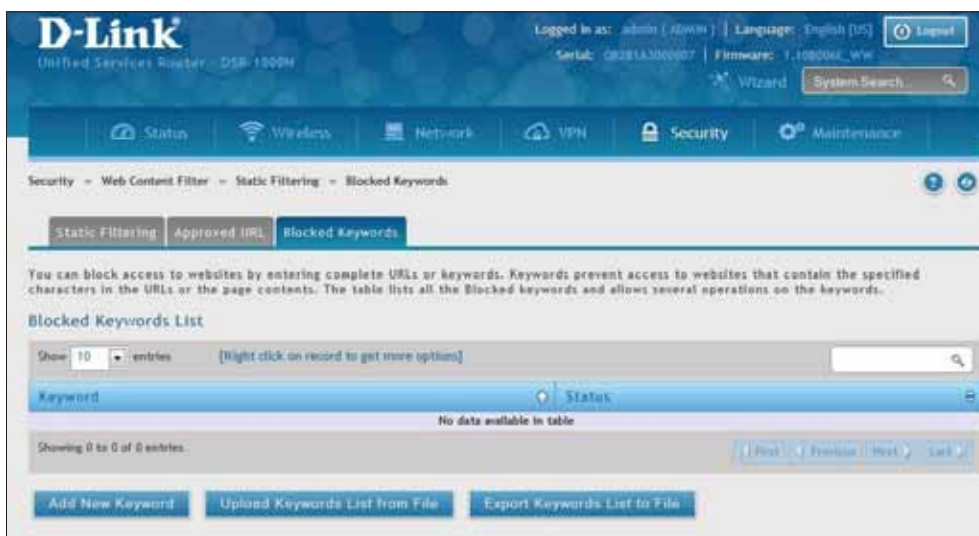 D-Link
Logged in as: admin [ ADMIN ] | Language: English [US]
Logout
Unified Services Router - DSR-1000N
Serial: | Firmware:
Wizard
System Search...
Status
Wireless
Network
VPN
Security
Maintenance
Security
Web Content Filter
Static Filtering
Blocked Keywords
Static Filtering
Approved URL
Blocked Keywords
You can block access to websites by entering complete URLs or keywords. Keywords prevent access to websites that contain the specified
characters in the URLs or the page contents. The table lists all the Blocked keywords and allows several operations on the keywords.
Blocked Keywords List
Show 10 entries
[Right click on record to get more options]
Keyword
Status
No data available in table
Showing 0 to 0 of 0 entries
First
Previous
Next
Last
Add New Keyword
Upload Keywords List from File
Export Keywords List to File